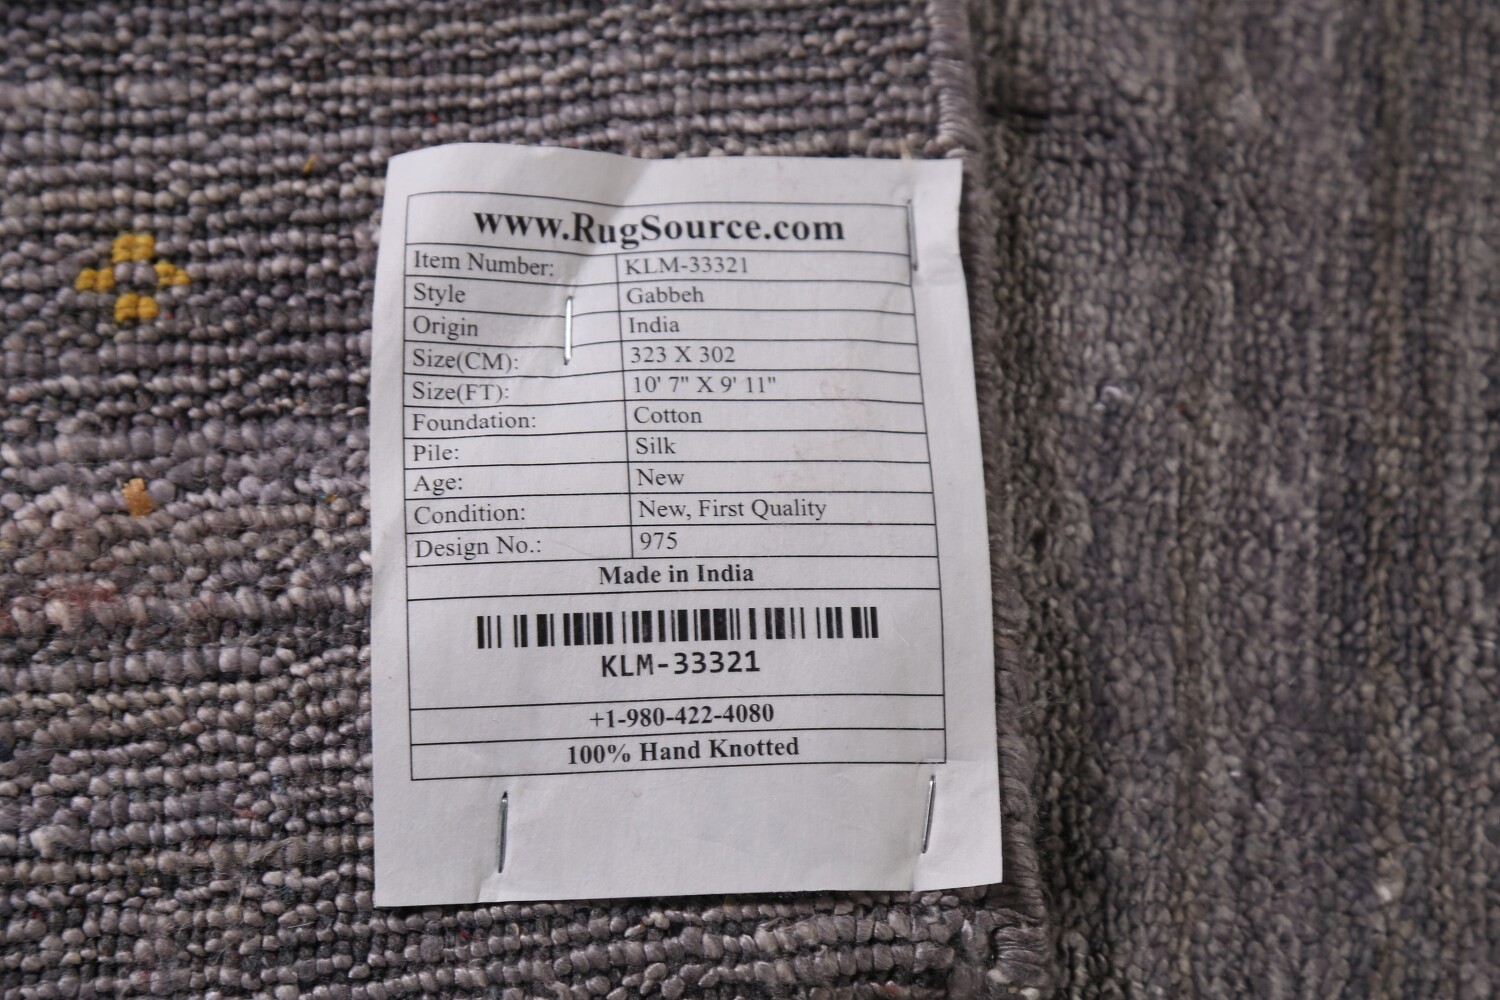 www.RugSource.com
Item Number: KLM-33321
Style Gabbeh
Origin India
Size(CM): 323 X 302
Size(FT): 10' 7" X 9' 11"
Foundation: Cotton
Pile: Silk
Age: New
Condition: New, First Quality
Design No.: 975
Made in India
KLM-33321
+1-980-422-4080
100% Hand Knotted